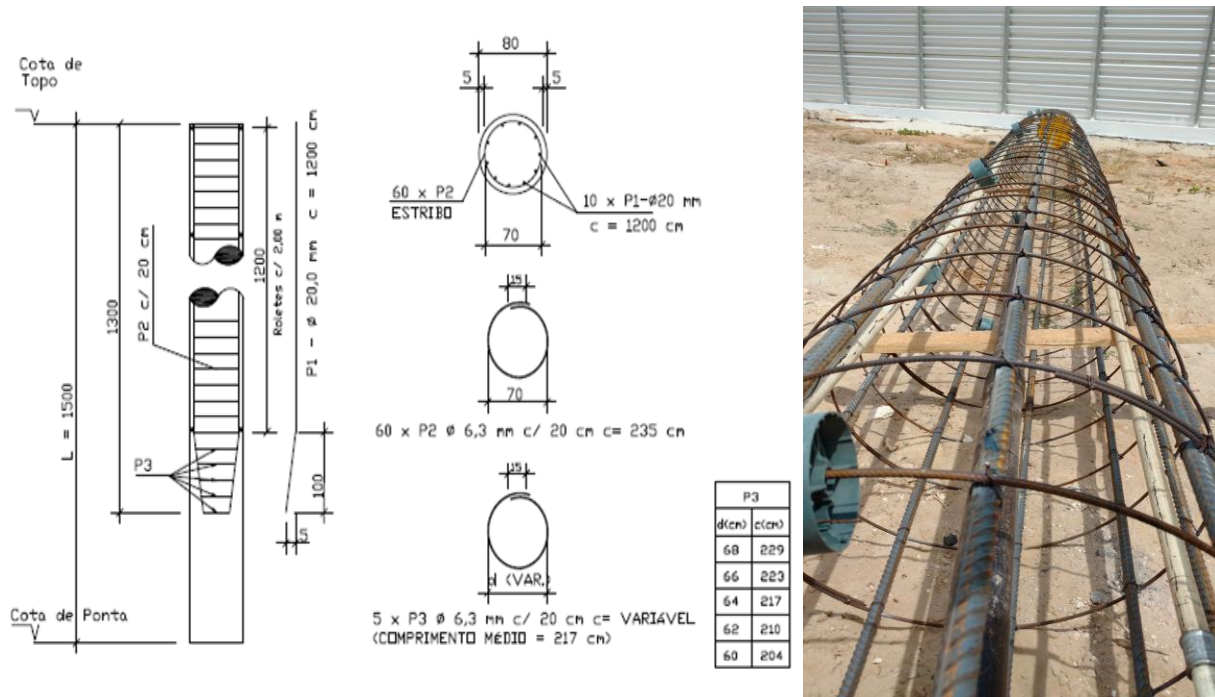 Cota de
Topo
L = 1500
1300
P2 c/ 20 cm
1200
Roletes c/ 2,00 m
P1 - Ø 20,0 mm c = 1200 cm
P3
100
5
Cota de Ponta
80
5
5
60 x P2
ESTRIBO
10 x P1-Ø20 mm
c = 1200 cm
70
15
70
60 x P2 Ø 6,3 mm c/ 20 cm c= 235 cm
15
d (VAR.)
5 x P3 Ø 6,3 mm c/ 20 cm c= VARIÁVEL
(COMPRIMENTO MÉDIO = 217 cm)
P3
d(cm) c(cm)
68 229
66 223
64 217
62 210
60 204